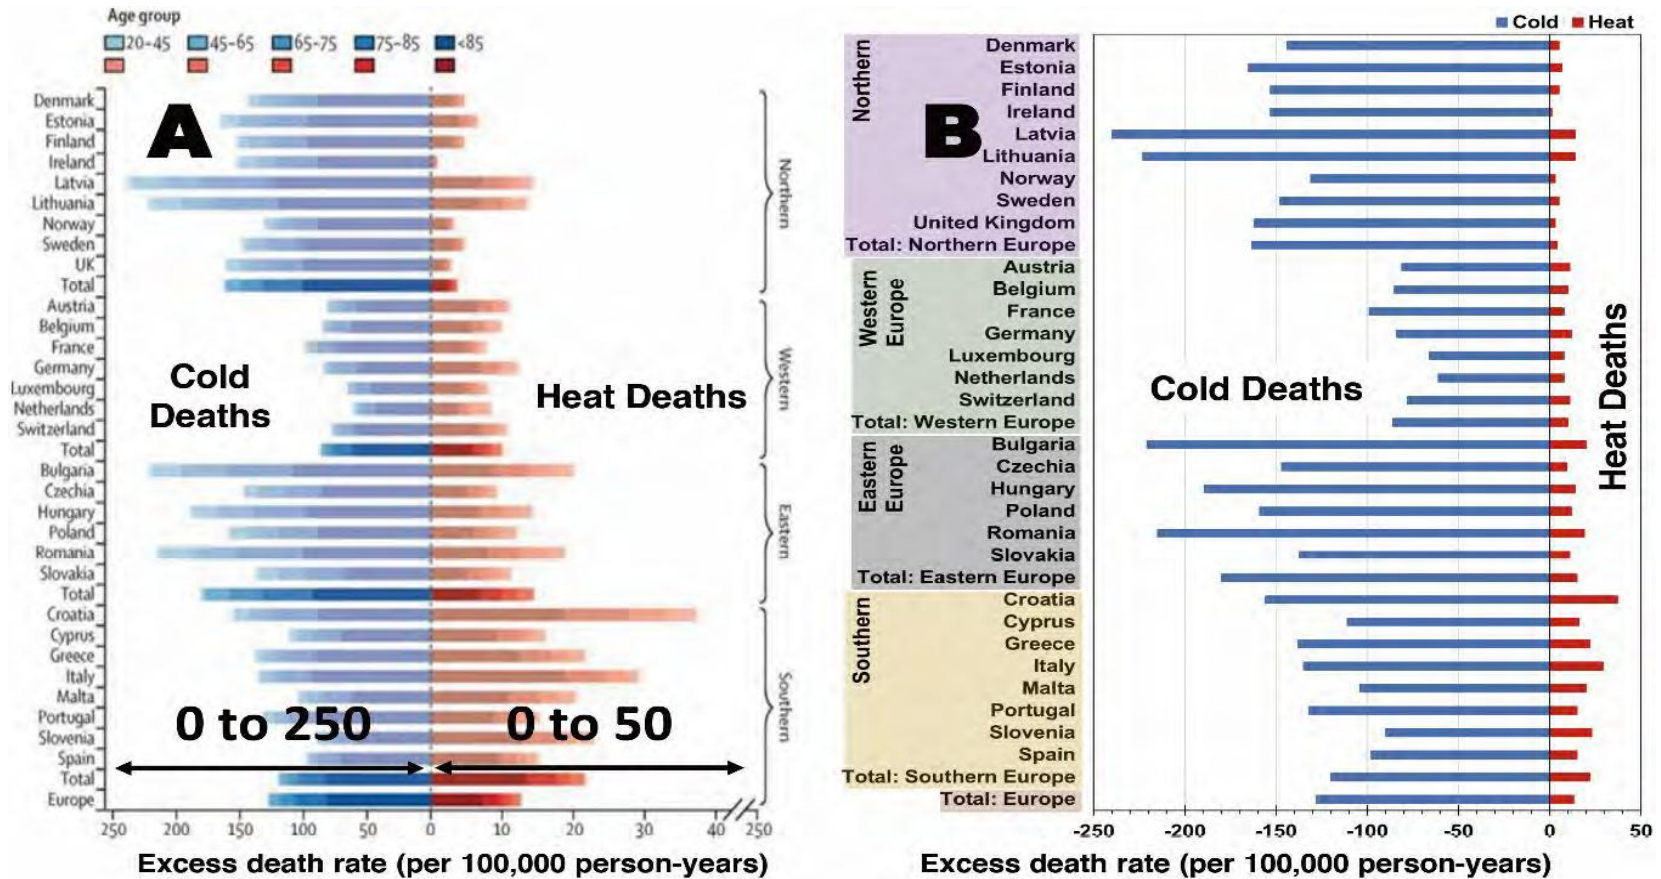 Age group
20–45 45–65 65–75 75–85 <85
A
Denmark
Estonia
Finland
Ireland
Latvia
Lithuania
Norway
Sweden
UK
Total
Northern
Austria
Belgium
France
Germany
Luxembourg
Netherlands
Switzerland
Total
Western
Cold
Deaths
Heat Deaths
Bulgaria
Czechia
Hungary
Poland
Romania
Slovakia
Total
Eastern
Croatia
Cyprus
Greece
Italy
Malta
Portugal
Slovenia
Spain
Total
Southern
Europe
0 to 250
0 to 50
250 200 150 100 50 0 10 20 30 40 250
Excess death rate (per 100,000 person-years)
Cold Heat
B
Northern
Denmark
Estonia
Finland
Ireland
Latvia
Lithuania
Norway
Sweden
United Kingdom
Total: Northern Europe
Western
Europe
Austria
Belgium
France
Germany
Luxembourg
Netherlands
Switzerland
Total: Western Europe
Cold Deaths
Heat Deaths
Eastern
Europe
Bulgaria
Czechia
Hungary
Poland
Romania
Slovakia
Total: Eastern Europe
Southern
Croatia
Cyprus
Greece
Italy
Malta
Portugal
Slovenia
Spain
Total: Southern Europe
Total: Europe
-250 -200 -150 -100 -50 0 50
Excess death rate (per 100,000 person-years)